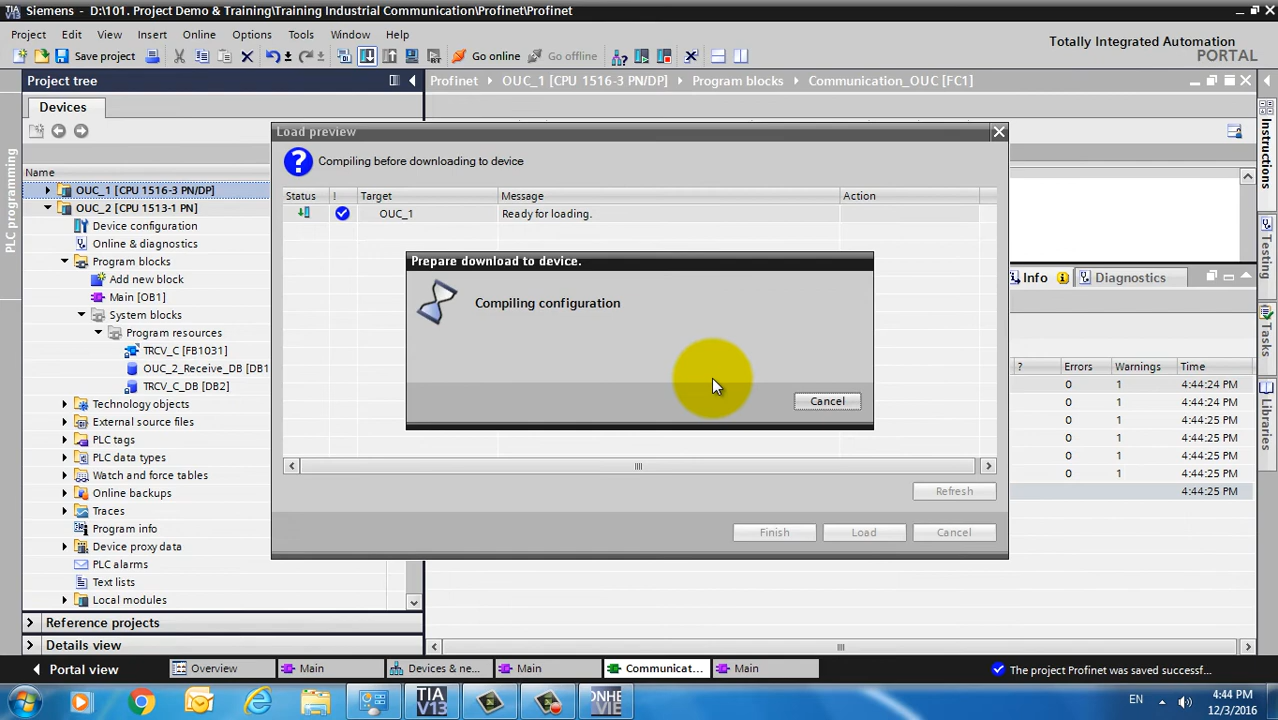 Siemens - D:\101. Project Demo & Training\Training Industrial Communication\Profinet\Profinet
Project Edit View Insert Online Options Tools Window Help
Totally Integrated Automation
PORTAL
Save project Go online Go offline
Project tree
Profinet OUC_1 [CPU 1516-3 PN/DP] Program blocks Communication_OUC [FC1]
Devices
Name
OUC_1 [CPU 1516-3 PN/DP]
OUC_2 [CPU 1513-1 PN]
Device configuration
Online & diagnostics
Program blocks
Add new block
Main [OB1]
System blocks
Program resources
TRCV_C [FB1031]
OUC_2_Receive_DB [DB1
TRCV_C_DB [DB2]
Technology objects
External source files
PLC tags
PLC data types
Watch and force tables
Online backups
Traces
Program info
Device proxy data
PLC alarms
Text lists
Local modules
Reference projects
Details view
PLC programming
Load preview
Compiling before downloading to device
Status ! Target Message Action
OUC_1 Ready for loading.
Prepare download to device.
Compiling configuration
Cancel
Refresh
Finish Load Cancel
Info Diagnostics
? Errors Warnings Time
0 1 4:44:24 PM
0 1 4:44:25 PM
0 1 4:44:25 PM
0 1 4:44:25 PM
0 1 4:44:25 PM
0 1 4:44:25 PM
4:44:25 PM
Instructions
Testing
Tasks
Libraries
Portal view Overview Main Devices & ne... Main Communicat... Main
The project Profinet was saved successf...
TIA
V13
ONHE
VIE
EN
4:44 PM
12/3/2016